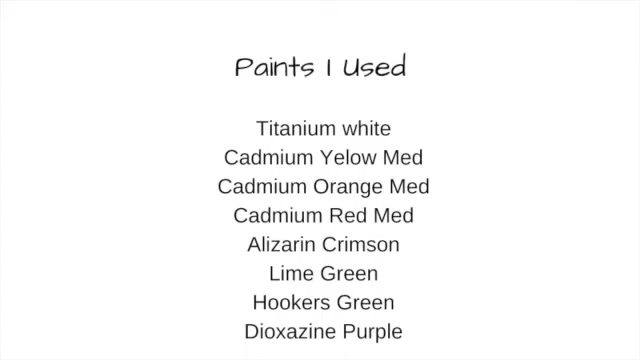 Paints I Used
Titanium white
Cadmium Yelow Med
Cadmium Orange Med
Cadmium Red Med
Alizarin Crimson
Lime Green
Hookers Green
Dioxazine Purple